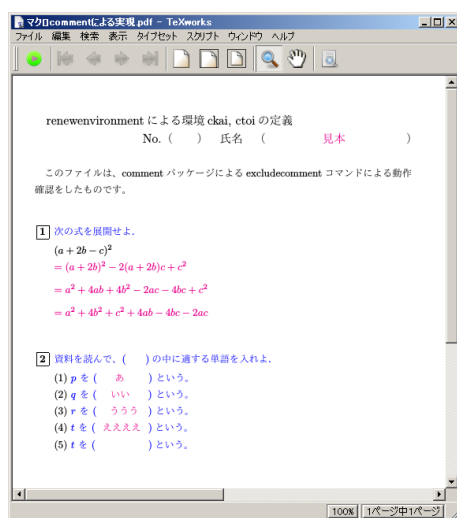 マクロcommentによる実現.pdf - TeXworks
ファイル 編集 検索 表示 タイプセット スクリプト ウィンドウ ヘルプ
renewenvironment による環境 ckai, ctoi の定義
No. ( ) 氏名 ( 見本 )
このファイルは、comment パッケージによる excludecomment コマンドによる動作
確認をしたものです。
1 次の式を展開せよ.
(a + 2b − c)²
= (a + 2b)² − 2(a + 2b)c + c²
= a² + 4ab + 4b² − 2ac − 4bc + c²
= a² + 4b² + c² + 4ab − 4bc − 2ac
2 資料を読んで、( ) の中に適する単語を入れよ.
(1) p を ( あ ) という。
(2) q を ( いい ) という。
(3) r を ( ううう ) という。
(4) t を ( ええええ ) という。
(5) t を ( ) という。
100% 1ページ中1ページ